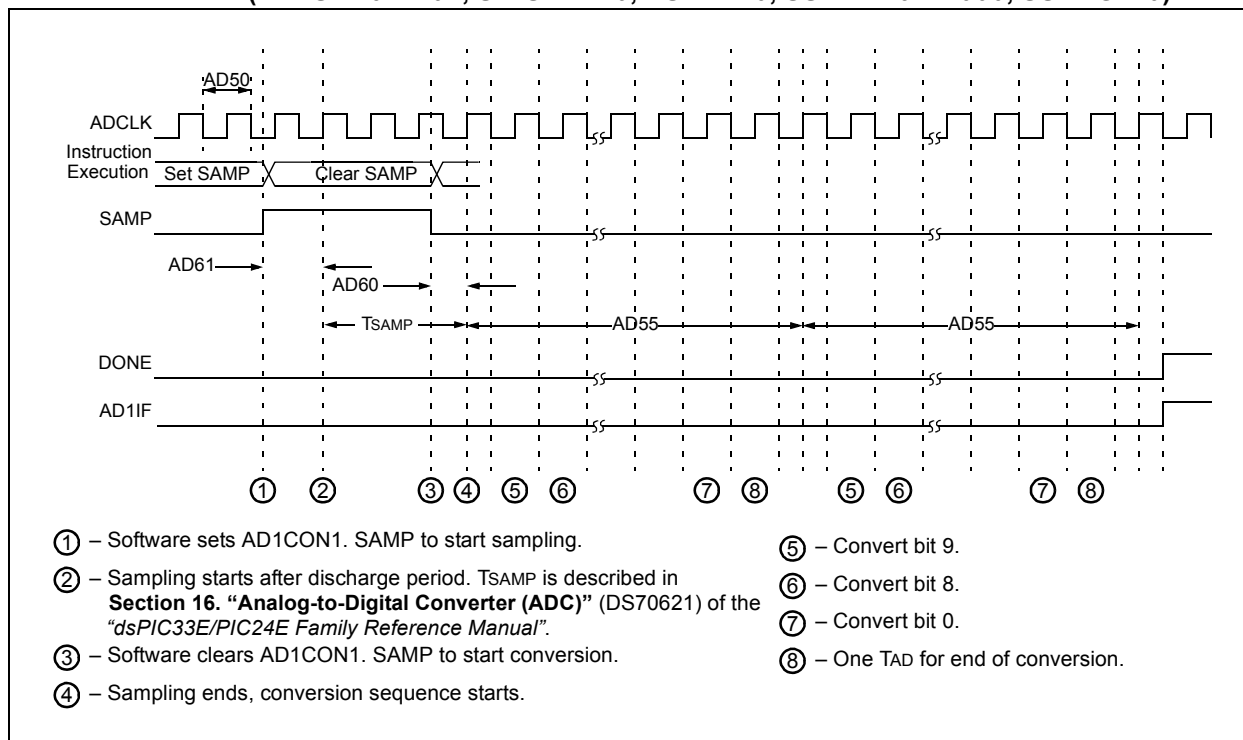 AD50
ADCLK
Instruction
Execution
Set SAMP
Clear SAMP
SAMP
AD61
AD60
TSAMP
AD55
AD55
DONE
AD1IF
1 2 3 4 5 6 7 8 5 6 7 8
1 – Software sets AD1CON1. SAMP to start sampling.
2 – Sampling starts after discharge period. TSAMP is described in
Section 16. “Analog-to-Digital Converter (ADC)” (DS70621) of the
“dsPIC33E/PIC24E Family Reference Manual”.
3 – Software clears AD1CON1. SAMP to start conversion.
4 – Sampling ends, conversion sequence starts.
5 – Convert bit 9.
6 – Convert bit 8.
7 – Convert bit 0.
8 – One TAD for end of conversion.